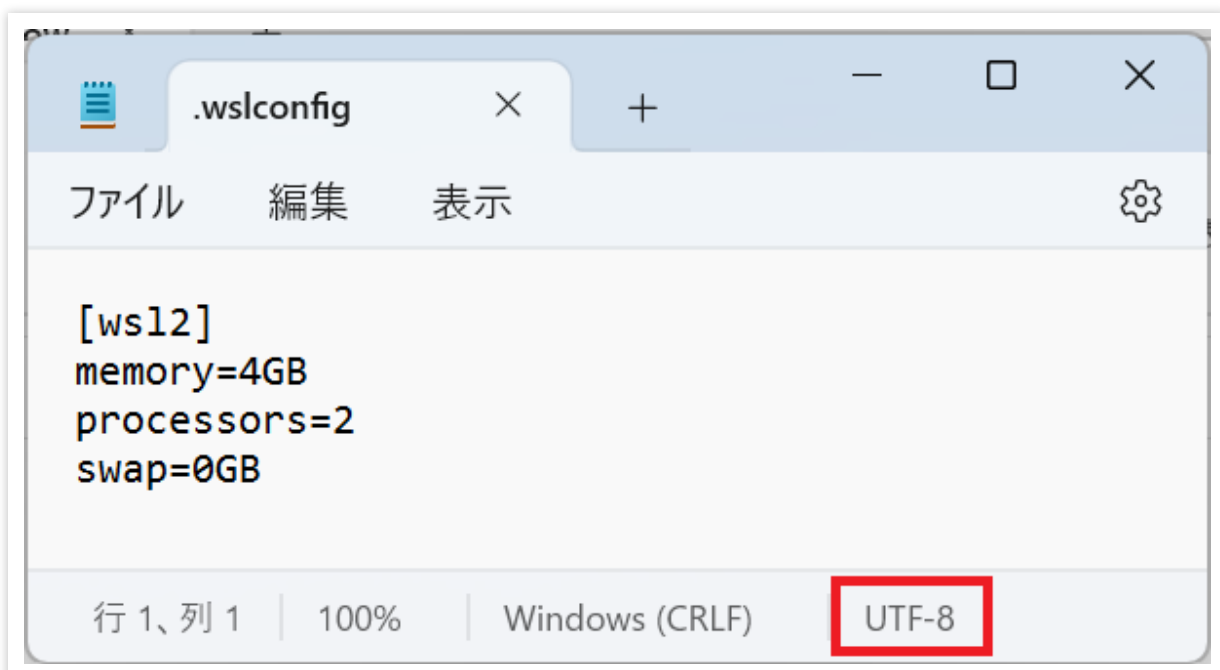 .wslconfig
ファイル 編集 表示
[wsl2]
memory=4GB
processors=2
swap=0GB
行 1、列 1 100% Windows (CRLF) UTF-8